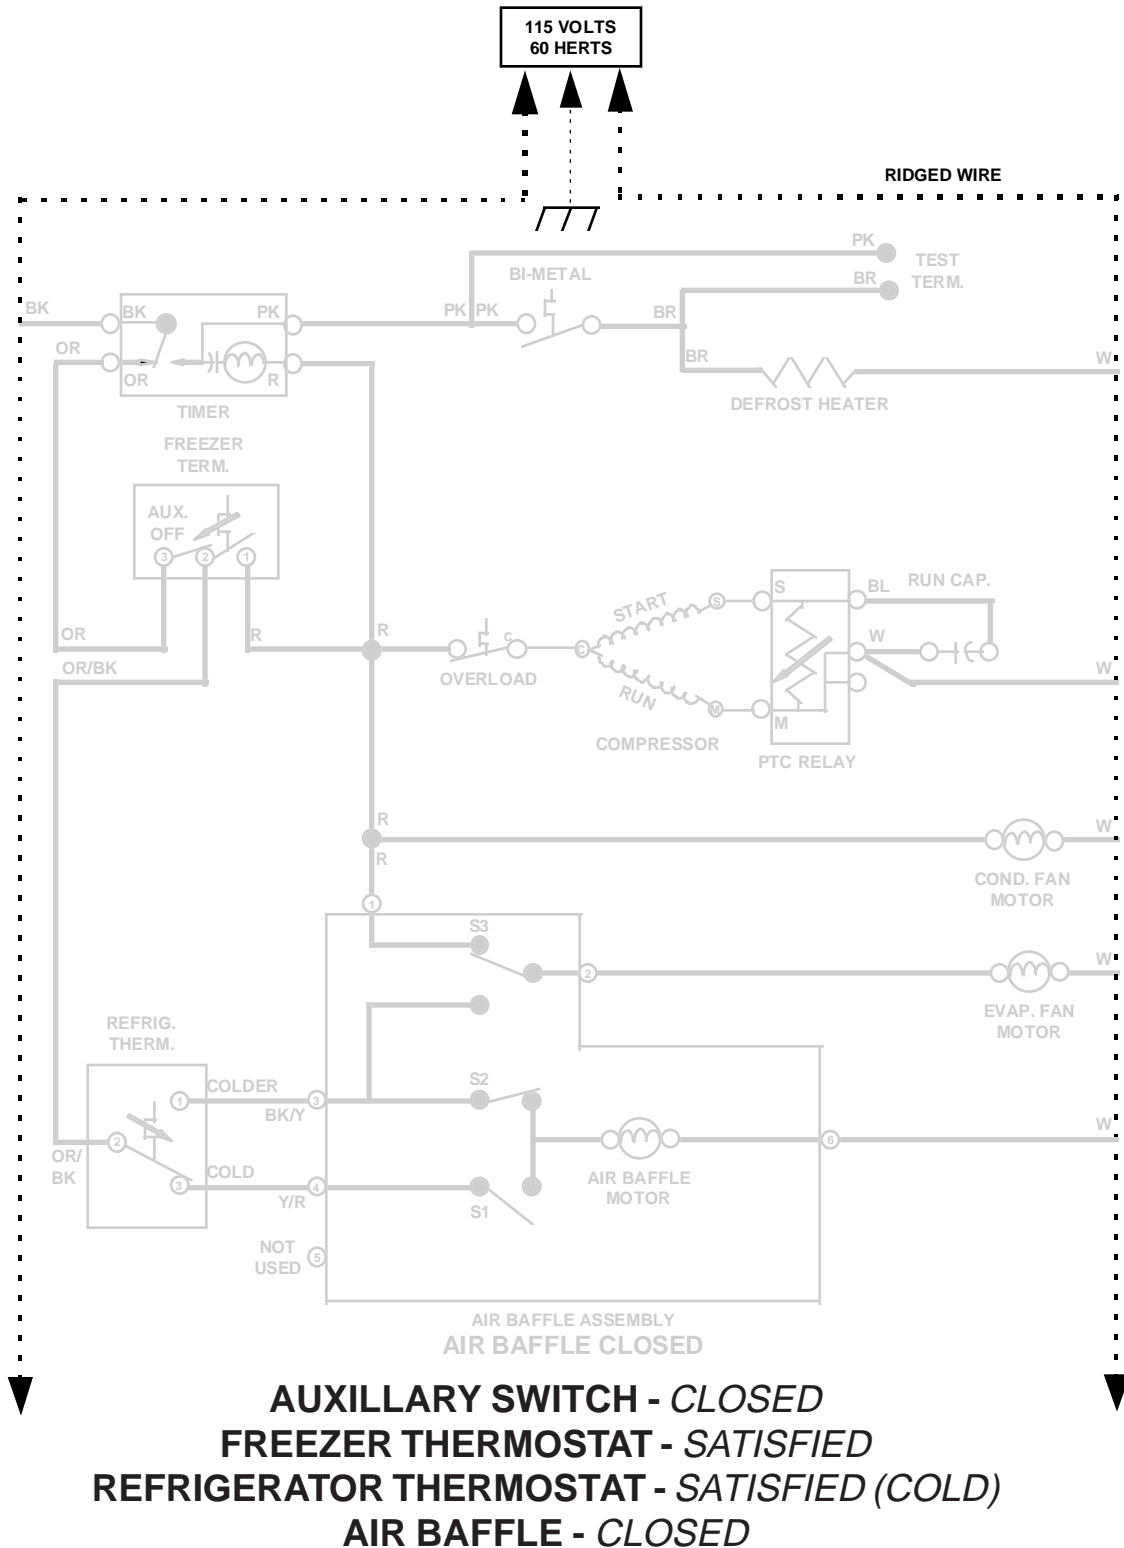 115 VOLTS
60 HERTS
RIDGED WIRE
PK
TEST
TERM.
BI-METAL
BR
BK
BK
PK
PK PK
BR
OR
OR
R
BR
W
TIMER
DEFROST HEATER
FREEZER
TERM.
AUX.
OFF
3 2 1
S
BL
RUN CAP.
START
S
OR
R
R
C
C
W
OR/BK
OVERLOAD
RUN
W
M
M
COMPRESSOR
PTC RELAY
R
W
R
COND. FAN
MOTOR
1
S3
2
W
EVAP. FAN
MOTOR
REFRIG.
THERM.
COLDER
S2
1
3
BK/Y
W
2
6
OR/
BK
COLD
3
4
AIR BAFFLE
MOTOR
Y/R
S1
NOT
USED
5
AIR BAFFLE ASSEMBLY
AIR BAFFLE CLOSED
AUXILLARY SWITCH - CLOSED
FREEZER THERMOSTAT - SATISFIED
REFRIGERATOR THERMOSTAT - SATISFIED (COLD)
AIR BAFFLE - CLOSED